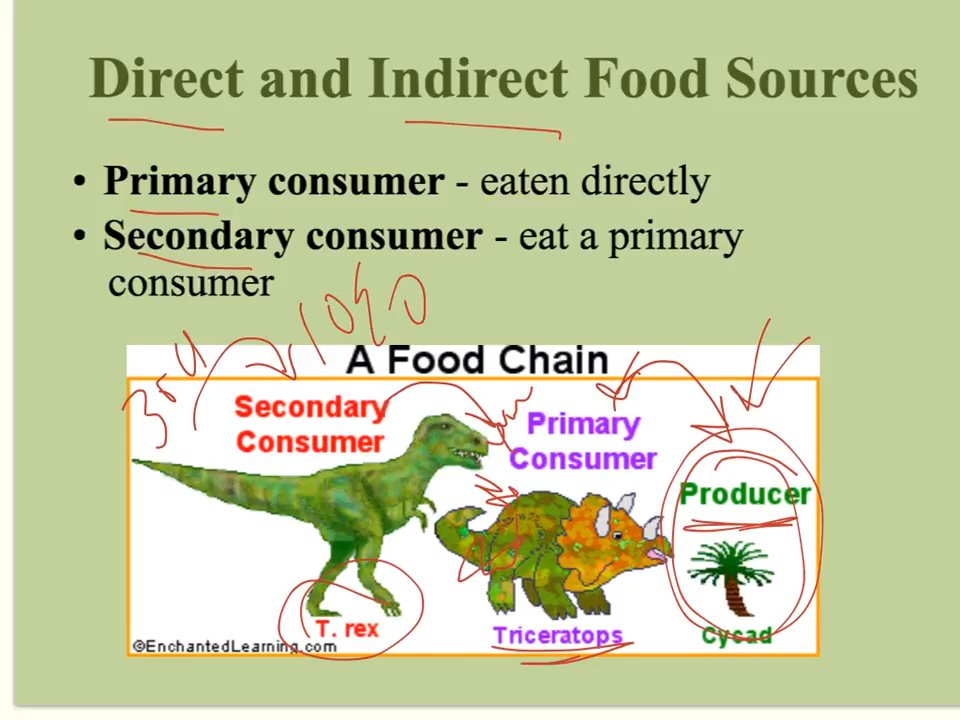 Direct and Indirect Food Sources
• Primary consumer - eaten directly
• Secondary consumer - eat a primary
consumer
A Food Chain
Secondary
Consumer
Primary
Consumer
Producer
T. rex
Triceratops
Cycad
©EnchantedLearning.com